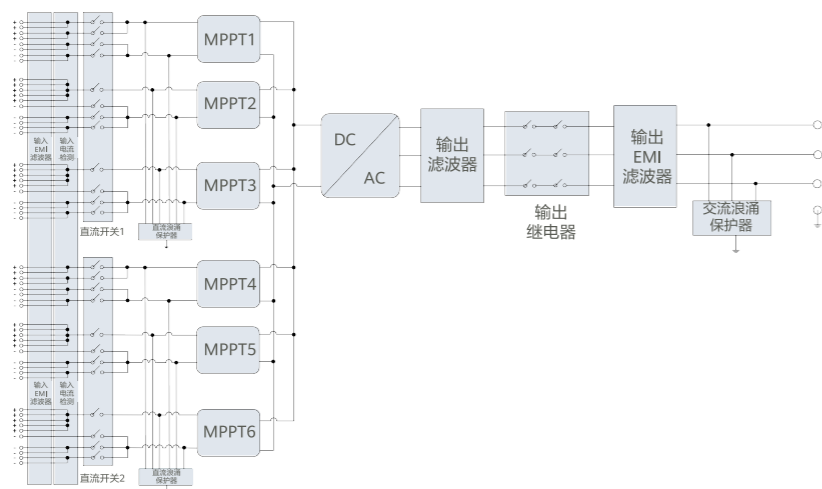 MPPT1
MPPT2
输入
EMI
滤波器
输入
电流
检测
MPPT3
直流开关1
直流浪涌
保护器
DC
AC
输出
滤波器
输出
继电器
输出
EMI
滤波器
交流浪涌
保护器
MPPT4
MPPT5
输入
EMI
滤波器
输入
电流
检测
MPPT6
直流开关2
直流浪涌
保护器